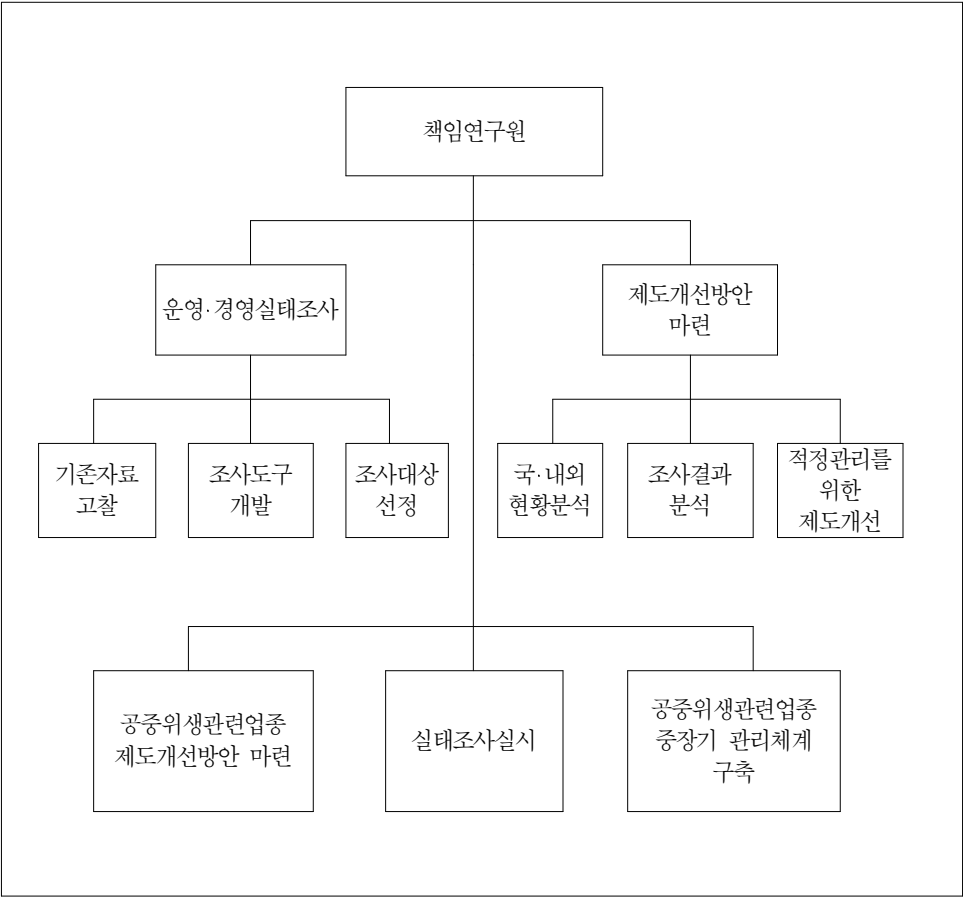 책임연구원
운영·경영실태조사
제도개선방안
마련
기존자료
고찰
조사도구
개발
조사대상
선정
국·내외
현황분석
조사결과
분석
적정관리를
위한
제도개선
공중위생관련업종
제도개선방안 마련
실태조사실시
공중위생관련업종
중장기 관리체계
구축